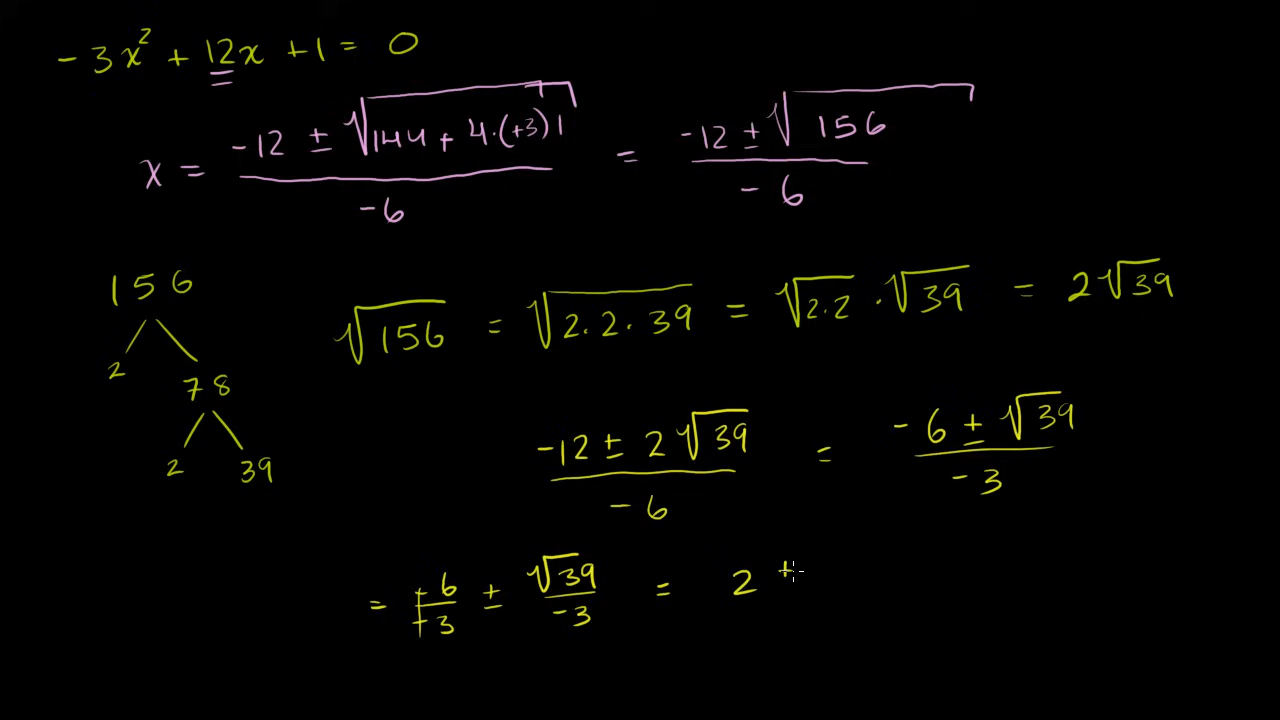 -3x² + 12x + 1 = 0
x = (-12 ± √(144 + 4·(+3)1))/(-6) = (-12 ± √156)/(-6)
156
2 78
2 39
√156 = √(2·2·39) = √(2·2) · √39 = 2√39
(-12 ± 2√39)/(-6) = (-6 ± √39)/(-3)
= (-6)/(-3) ± √39/(-3) = 2 +